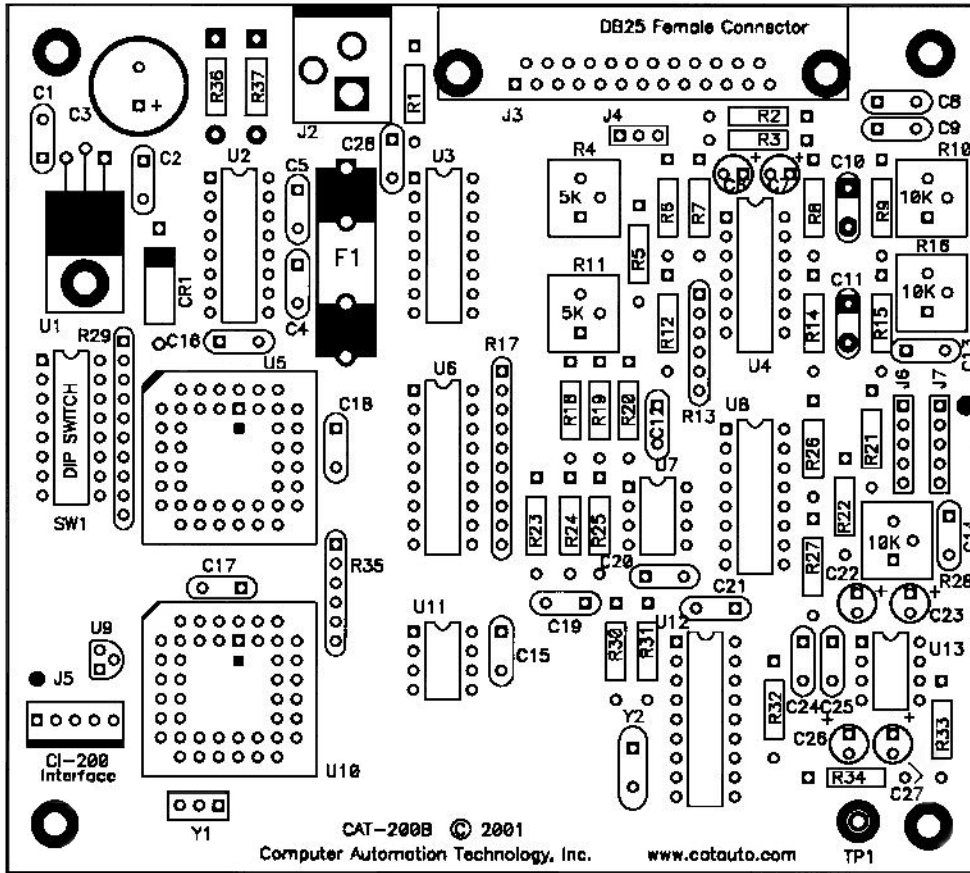 DB25 Female Connector
C1
C3
+
R36
R37
J2
R1
J3
J4
R2
R3
C8
C9
C2
U2
C5
C28
U3
R4
5K
R6
R7
+
+
C6
C7
R8
C10
R9
R10
10K
U1
CR1
C4
F1
R5
R11
5K
R12
U4
R14
C11
R15
R16
10K
R29
C16
U5
R17
R13
C13
J6
J7
DIP SWITCH
SW1
C18
U6
R18
R19
R20
C12
U7
U8
R26
R21
R22
R23
R24
R25
R27
10K
C14
R28
C17
R35
C20
C22
+
+
C23
C19
C21
U9
U11
C15
R30
R31
U12
U13
J5
R32
C24
C25
CI-200
Interface
U10
Y2
+
+
C26
R33
R34
C27
Y1
CAT-200B © 2001
Computer Automation Technology, Inc.
www.catauto.com
TP1